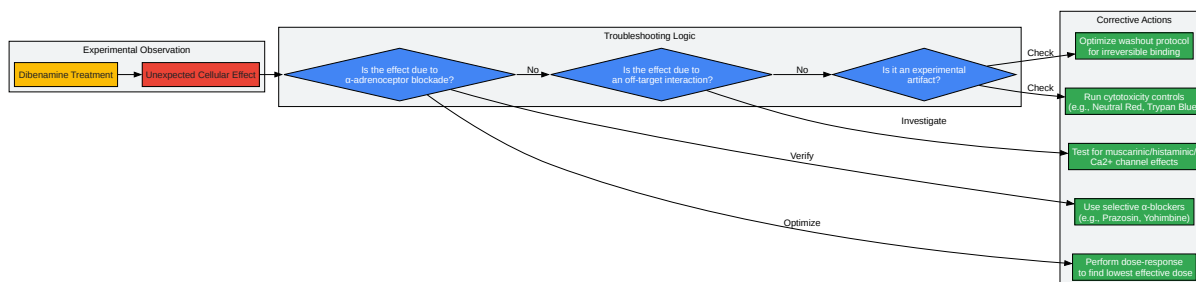 Experimental Observation
Dibenamine Treatment
Unexpected Cellular Effect
Troubleshooting Logic
Is the effect due to
α-adrenoceptor blockade?
No
Is the effect due to
an off-target interaction?
No
Is it an experimental
artifact?
Check
Check
Investigate
Verify
Optimize
Corrective Actions
Optimize washout protocol
for irreversible binding
Run cytotoxicity controls
(e.g., Neutral Red, Trypan Blue)
Test for muscarinic/histaminic/
Ca2+ channel effects
Use selective α-blockers
(e.g., Prazosin, Yohimbine)
Perform dose-response
to find lowest effective dose